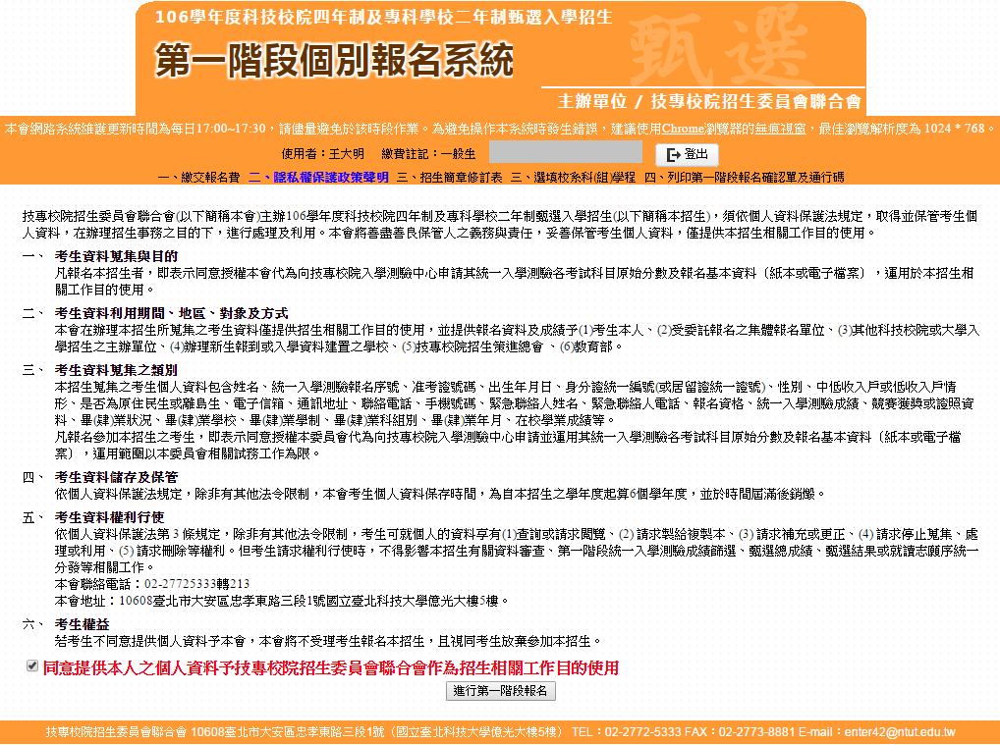 106學年度科技校院四年制及專科學校二年制甄選入學招生
甄選
第一階段個別報名系統
主辦單位 / 技專校院招生委員會聯合會
本會網路系統維護更新時間為每日17:00~17:30，請儘量避免於該時段作業。為避免操作本系統時發生錯誤，建議使用Chrome瀏覽器的無痕視窗，最佳瀏覽解析度為 1024 * 768。
使用者：王大明 繳費註記：一般生 登出
一、繳交報名費 二、隱私權保護政策聲明 三、招生簡章修訂表 三、選填校系科(組)學程 四、列印第一階段報名確認單及通行碼
技專校院招生委員會聯合會(以下簡稱本會)主辦106學年度科技校院四年制及專科學校二年制甄選入學招生(以下簡稱本招生)，須依個人資料保護法規定，取得並保管考生個
人資料，在辦理招生事務之目的下，進行處理及利用。本會將善盡善良保管人之義務與責任，妥善保管考生個人資料，僅提供本招生相關工作目的使用。
一、 考生資料蒐集與目的
凡報名本招生者，即表示同意授權本會代為向技專校院入學測驗中心申請其統一入學測驗各考試科目原始分數及報名基本資料〔紙本或電子檔案〕，運用於本招生相
關工作目的使用。
二、 考生資料利用期間、地區、對象及方式
本會在辦理本招生所蒐集之考生資料僅提供招生相關工作目的使用，並提供報名資料及成績予(1)考生本人、(2)受委託報名之集體報名單位、(3)其他科技校院或大學入
學招生之主辦單位、(4)辦理新生報到或入學資料建置之學校、(5)技專校院招生策進總會 、(6)教育部。
三、 考生資料蒐集之類別
本招生蒐集之考生個人資料包含姓名、統一入學測驗報名序號、准考證號碼、出生年月日、身分證統一編號(或居留證統一證號)、性別、中低收入戶或低收入戶情
形、是否為原住民生或離島生、電子信箱、通訊地址、聯絡電話、手機號碼、緊急聯絡人姓名、緊急聯絡人電話、報名資格、統一入學測驗成績、競賽獲獎或證照資
料、畢(肄)業狀況、畢(肄)業學校、畢(肄)業學制、畢(肄)業科組別、畢(肄)業年月、在校學業成績等。
凡報名參加本招生之考生，即表示同意授權本委員會代為向技專校院入學測驗中心申請並運用其統一入學測驗各考試科目原始分數及報名基本資料〔紙本或電子檔
案〕，運用範圍以本委員會相關試務工作為限。
四、 考生資料儲存及保管
依個人資料保護法規定，除非有其他法令限制，本會考生個人資料保存時間，為自本招生之學年度起算6個學年度，並於時間屆滿後銷毀。
五、 考生資料權利行使
依個人資料保護法第 3 條規定，除非有其他法令限制，考生可就個人的資料享有(1)查詢或請求閱覽、(2) 請求製給複製本、(3) 請求補充或更正、(4) 請求停止蒐集、處
理或利用、(5) 請求刪除等權利。但考生請求權利行使時，不得影響本招生有關資料審查、第一階段統一入學測驗成績篩選、甄選總成績、甄選結果或就讀志願序統一
分發等相關工作。
本會聯絡電話：02-27725333轉213
本會地址：10608臺北市大安區忠孝東路三段1號國立臺北科技大學億光大樓5樓。
六、 考生權益
若考生不同意提供個人資料予本會，本會將不受理考生報名本招生，且視同考生放棄參加本招生。
同意提供本人之個人資料予技專校院招生委員會聯合會作為招生相關工作目的使用
進行第一階段報名
技專校院招生委員會聯合會 10608臺北市大安區忠孝東路三段1號（國立臺北科技大學億光大樓5樓） TEL：02-2772-5333 FAX：02-2773-8881 E-mail：enter42@ntut.edu.tw